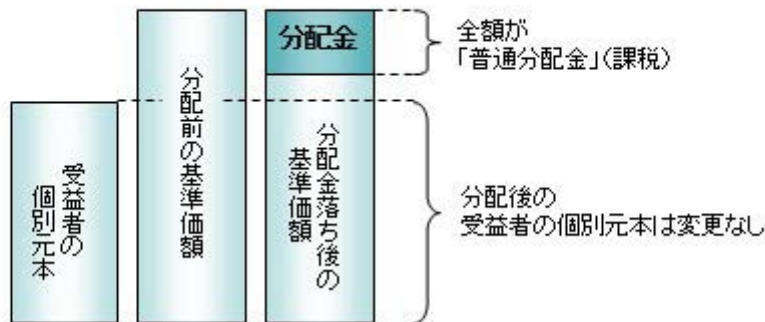 分配金
全額が
「普通分配金」(課税)
受益者の
個別元本
分配前の基準価額
分配金落ち後の
基準価額
分配後の
受益者の個別元本は変更なし